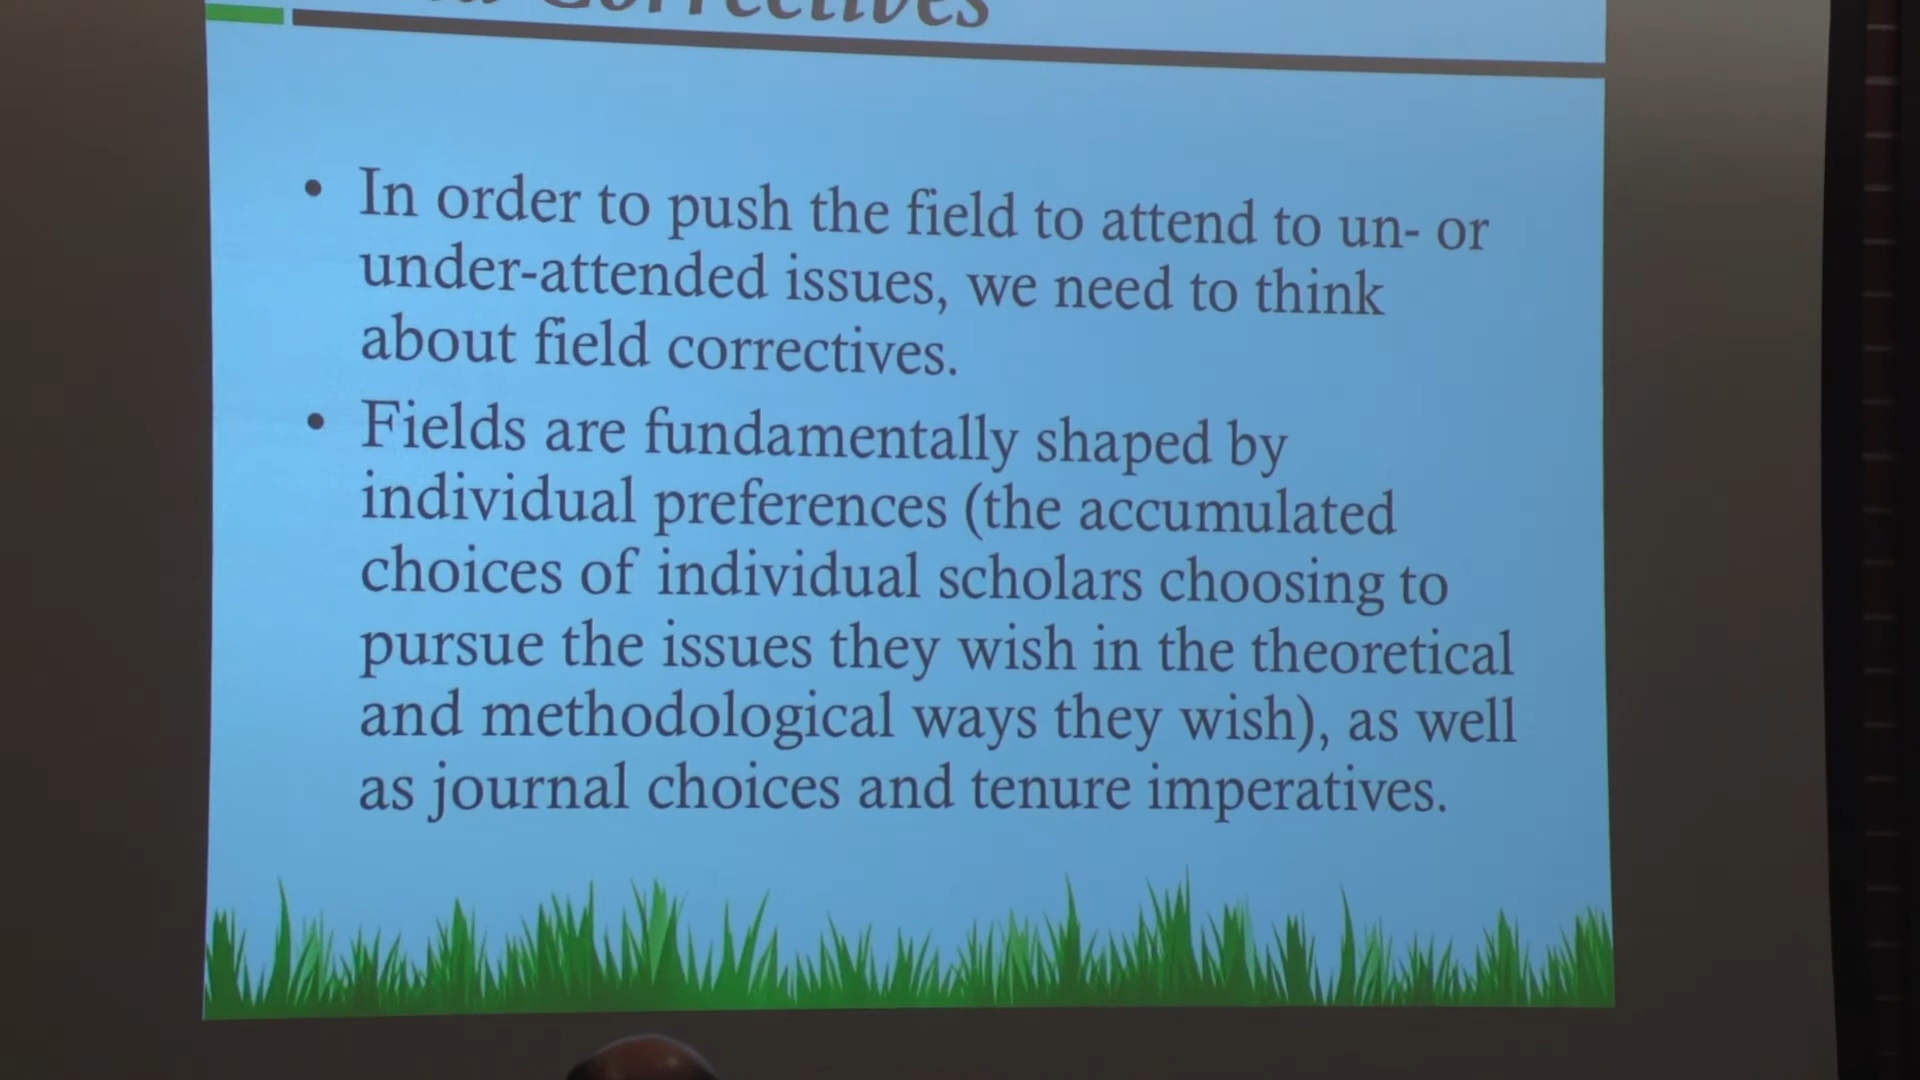 Correctives
• In order to push the field to attend to un- or
under-attended issues, we need to think
about field correctives.
• Fields are fundamentally shaped by
individual preferences (the accumulated
choices of individual scholars choosing to
pursue the issues they wish in the theoretical
and methodological ways they wish), as well
as journal choices and tenure imperatives.